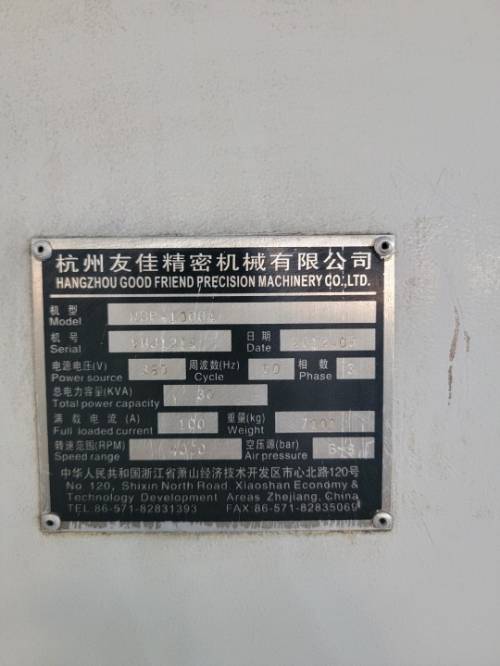 杭州友佳精密机械有限公司
HANGZHOU GOOD FRIEND PRECISION MACHINERY CO.,LTD.
机型
Model
机号 日期
Serial Date
电源电压(V) 380 周波数(Hz) 50 相数 3
Power source Cycle Phase
总电力容量(KVA) 30
Total power capacity
满载电流(A) 100 重量(kg)
Full loaded current Weight
转速范围(RPM) 空压源(bar)
Speed range Air pressure
中华人民共和国浙江省萧山经济技术开发区市心北路120号
No. 120, Shixin North Road, Xiaoshan Economy &
Technology Development Areas Zhejiang, China
TEL.86-571-82831393 FAX.86-571-82835069